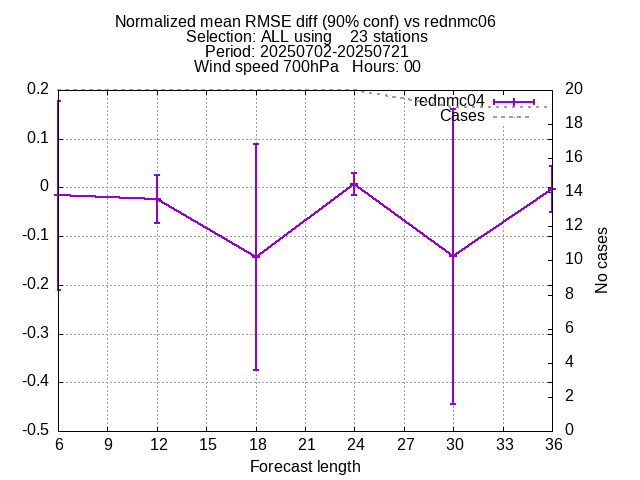 Normalized mean RMSE diff (90% conf) vs rednmc06
Selection: ALL using    23 stations
Period: 20250702-20250721
Wind speed 700hPa   Hours: 00
rednmc04
Cases
0.2
0.1
0
-0.1
-0.2
-0.3
-0.4
-0.5
20
18
16
14
12
10
8
6
4
2
0
No cases
6 9 12 15 18 21 24 27 30 33 36
Forecast length